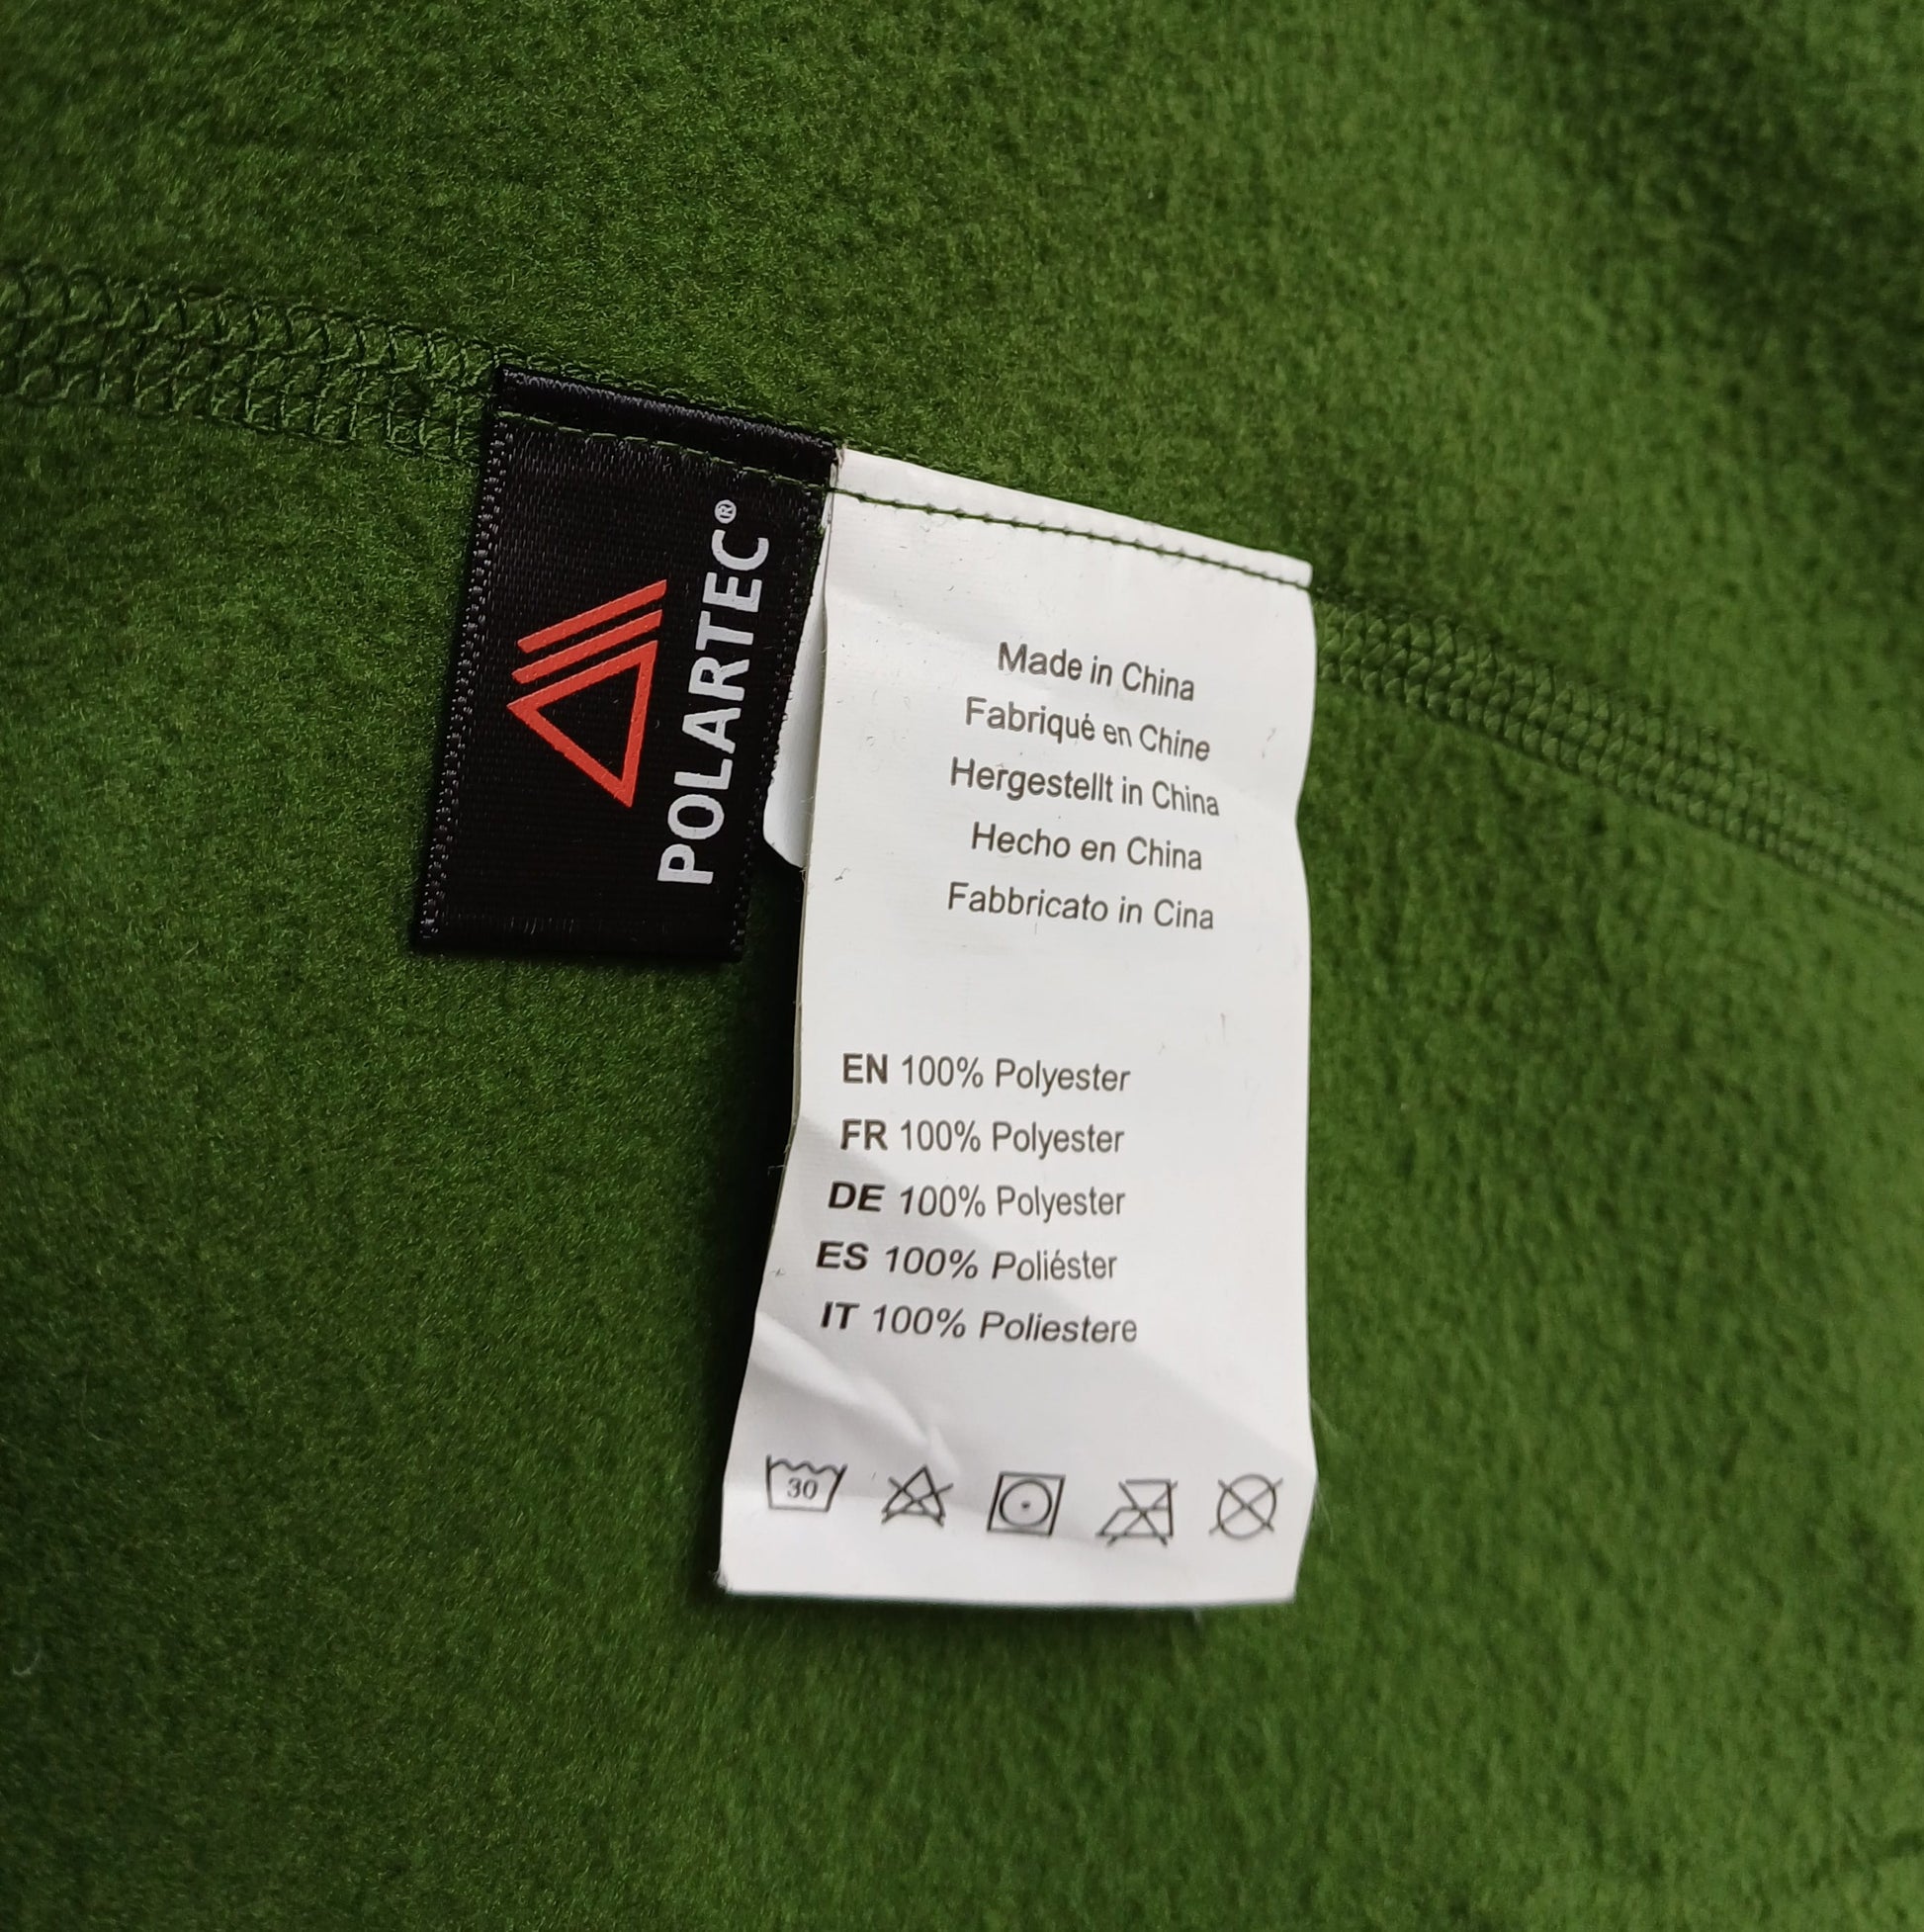 POLARTEC®
Made in China
Fabriqué en Chine
Hergestellt in China
Hecho en China
Fabbricato in Cina
EN 100% Polyester
FR 100% Polyester
DE 100% Polyester
ES 100% Poliéster
IT 100% Poliestere
30